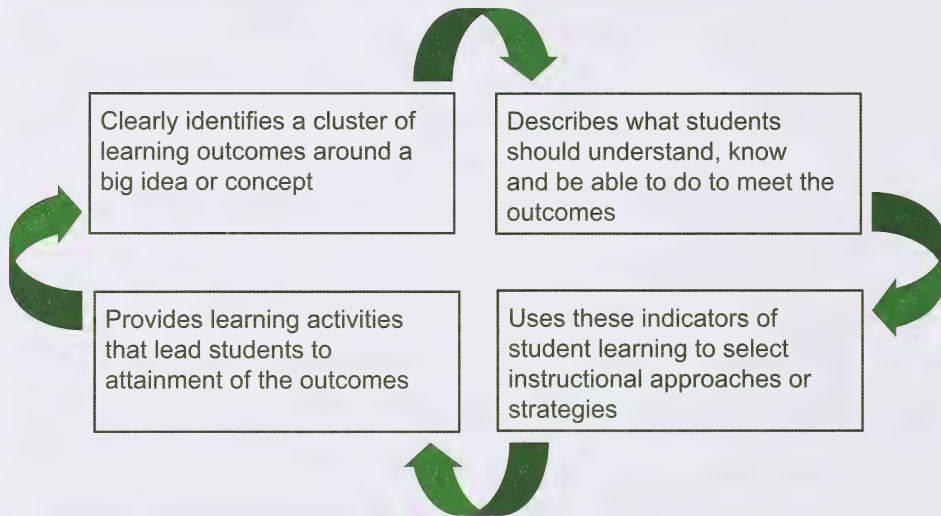 Clearly identifies a cluster of
learning outcomes around a
big idea or concept
Describes what students
should understand, know
and be able to do to meet the
outcomes
Uses these indicators of
student learning to select
instructional approaches or
strategies
Provides learning activities
that lead students to
attainment of the outcomes